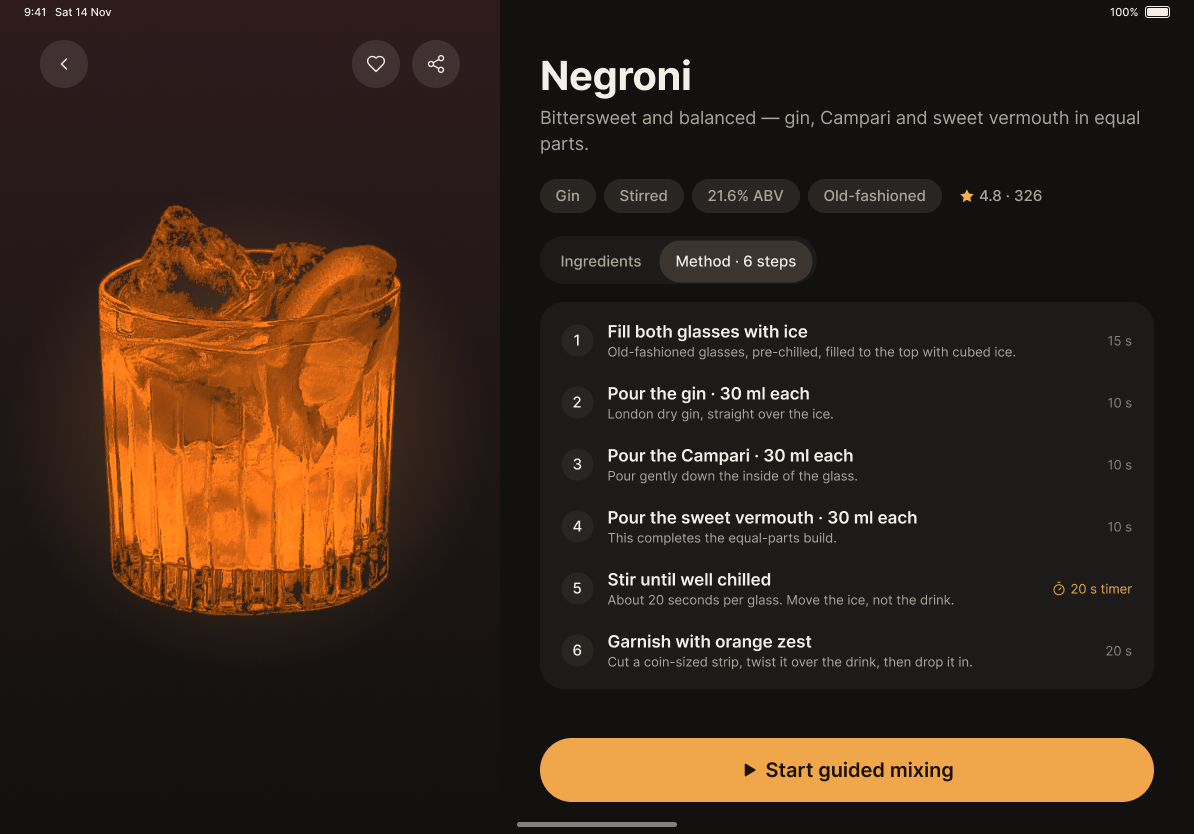 9:41 Sat 14 Nov
100%
Negroni
Bittersweet and balanced — gin, Campari and sweet vermouth in equal
parts.
Gin
Stirred
21.6% ABV
Old-fashioned
4.8 · 326
Ingredients
Method · 6 steps
1
Fill both glasses with ice
Old-fashioned glasses, pre-chilled, filled to the top with cubed ice.
15 s
2
Pour the gin · 30 ml each
London dry gin, straight over the ice.
10 s
3
Pour the Campari · 30 ml each
Pour gently down the inside of the glass.
10 s
4
Pour the sweet vermouth · 30 ml each
This completes the equal-parts build.
10 s
5
Stir until well chilled
About 20 seconds per glass. Move the ice, not the drink.
20 s timer
6
Garnish with orange zest
Cut a coin-sized strip, twist it over the drink, then drop it in.
20 s
Start guided mixing